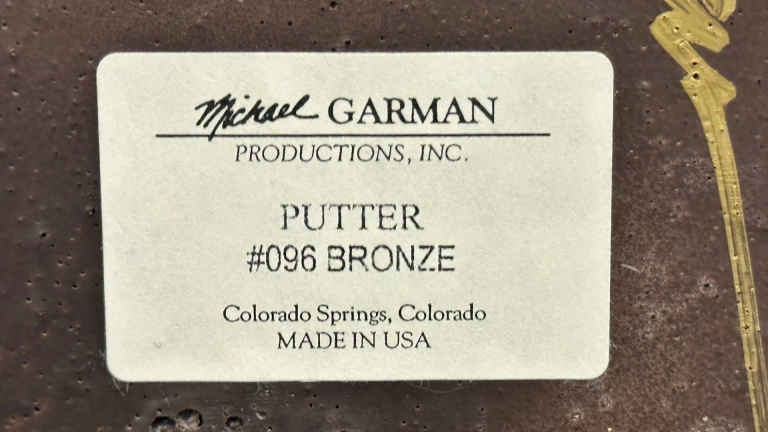 Michael GARMAN
PRODUCTIONS, INC.
PUTTER
#096 BRONZE
Colorado Springs, Colorado
MADE IN USA